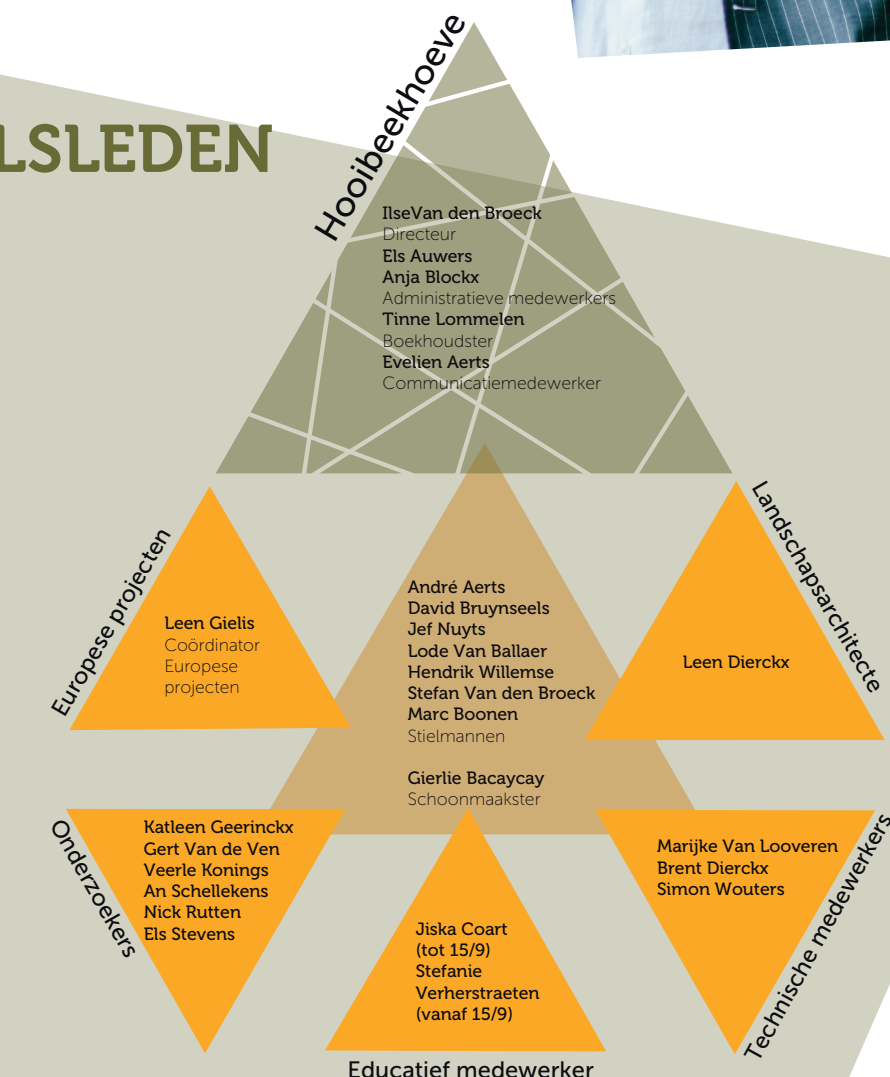 LSLEDEN
Hooibeekhoeve
IlseVan den Broeck
Directeur
Els Auwers
Anja Blockx
Administratieve medewerkers
Tinne Lommelen
Boekhoudster
Evelien Aerts
Communicatiemedewerker
Europese projecten
Leen Gielis
Coördinator
Europese
projecten
André Aerts
David Bruynseels
Jef Nuyts
Lode Van Ballaer
Hendrik Willemse
Stefan Van den Broeck
Marc Boonen
Stielmannen
Gierlie Bacaycay
Schoonmaakster
Landschapsarchitecte
Leen Dierckx
Onderzoekers
Katleen Geerinckx
Gert Van de Ven
Veerle Konings
An Schellekens
Nick Rutten
Els Stevens
Jiska Coart
(tot 15/9)
Stefanie
Verherstraeten
(vanaf 15/9)
Educatief medewerker
Marijke Van Looveren
Brent Dierckx
Simon Wouters
Technische medewerkers